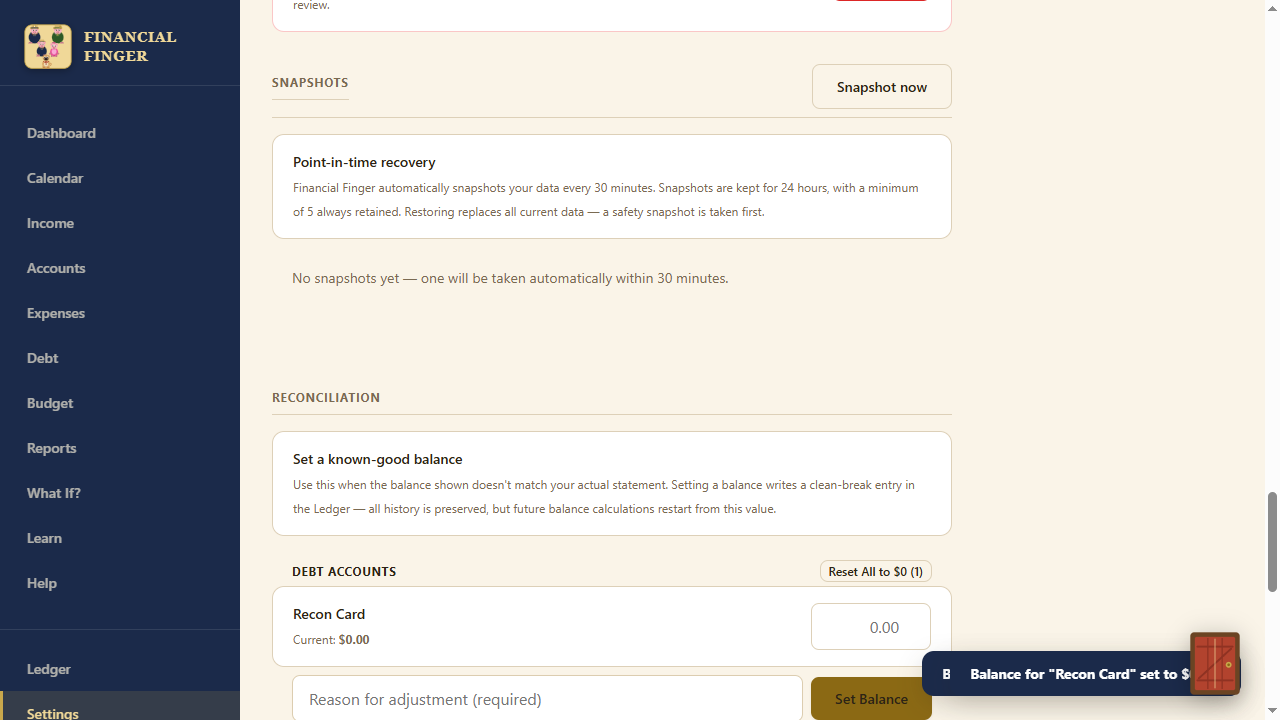 FINANCIAL
FINGER
Dashboard
Calendar
Income
Accounts
Expenses
Debt
Budget
Reports
What If?
Learn
Help
Ledger
Settings
review.
SNAPSHOTS
Snapshot now
Point-in-time recovery
Financial Finger automatically snapshots your data every 30 minutes. Snapshots are kept for 24 hours, with a minimum
of 5 always retained. Restoring replaces all current data — a safety snapshot is taken first.
No snapshots yet — one will be taken automatically within 30 minutes.
RECONCILIATION
Set a known-good balance
Use this when the balance shown doesn't match your actual statement. Setting a balance writes a clean-break entry in
the Ledger — all history is preserved, but future balance calculations restart from this value.
DEBT ACCOUNTS
Reset All to $0 (1)
Recon Card
Current: $0.00
0.00
Reason for adjustment (required)
Set Balance
Balance for "Recon Card" set to